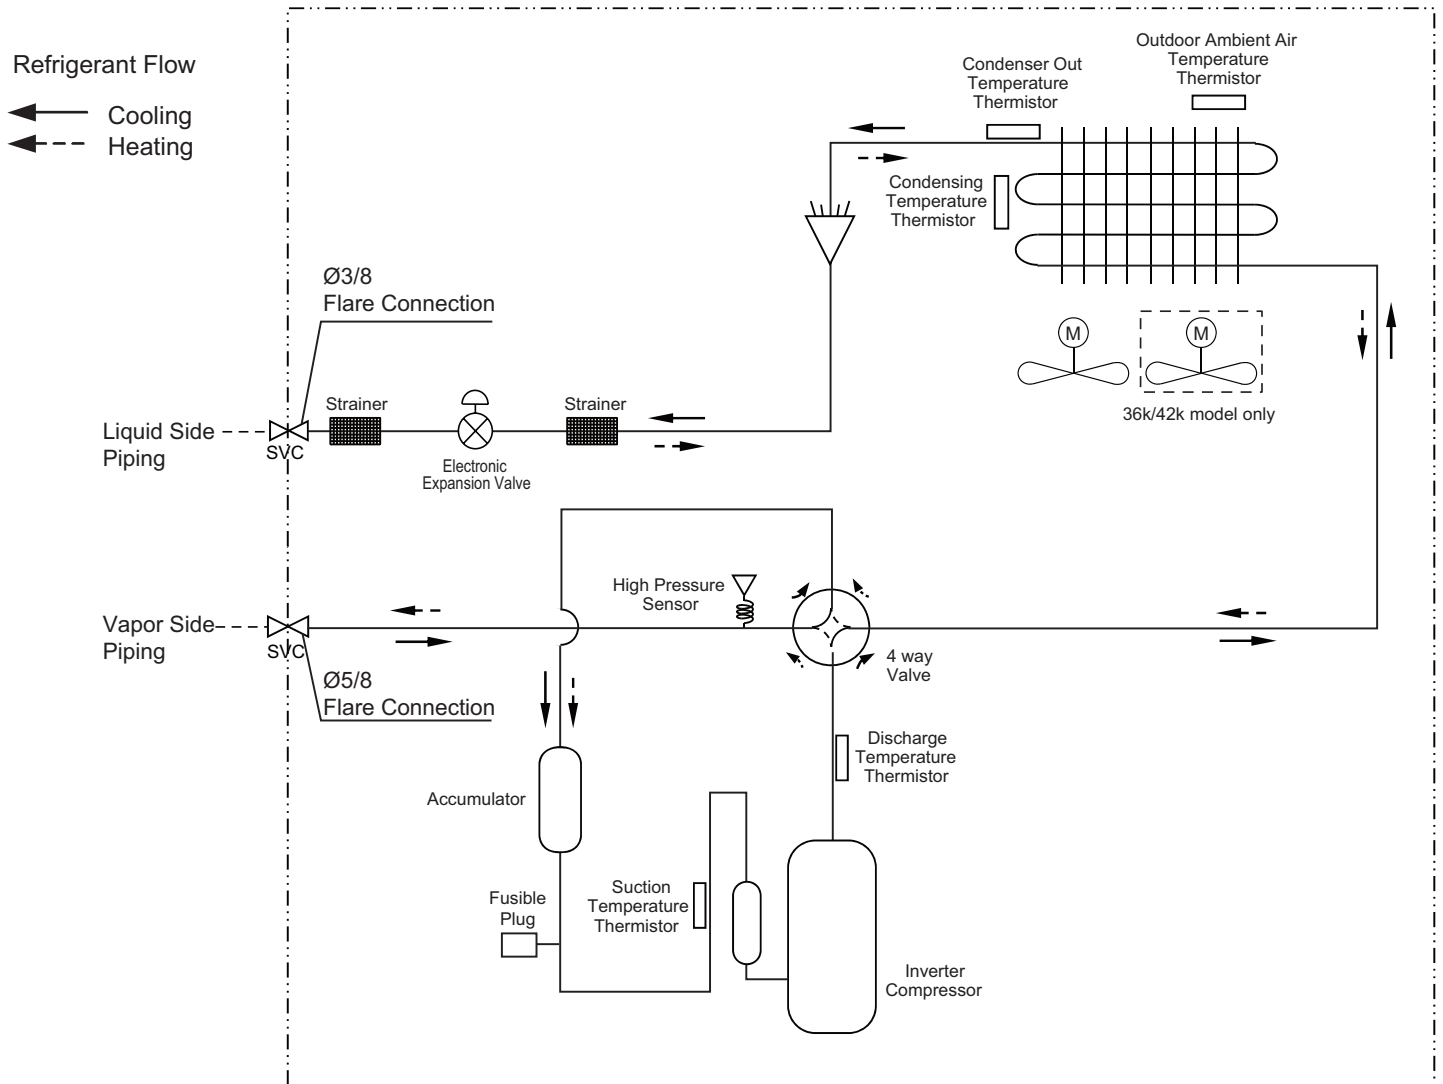 Refrigerant Flow
Cooling
Heating
Outdoor Ambient Air
Temperature
Thermistor
Condenser Out
Temperature
Thermistor
Condensing
Temperature
Thermistor
Ø3/8
Flare Connection
M
M
36k/42k model only
Strainer
Strainer
Liquid Side
Piping
SVC
Electronic
Expansion Valve
High Pressure
Sensor
Vapor Side
Piping
SVC
4 way
Valve
Ø5/8
Flare Connection
Discharge
Temperature
Thermistor
Accumulator
Suction
Temperature
Thermistor
Fusible
Plug
Inverter
Compressor